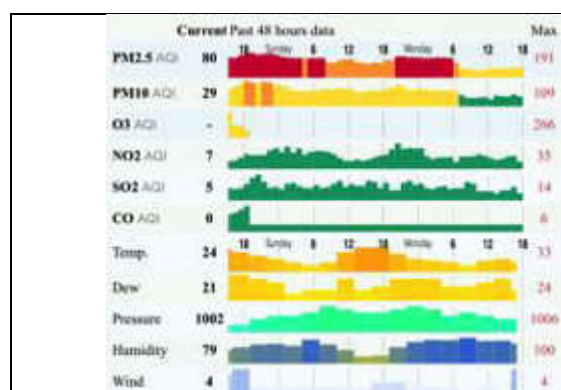 Current Past 48 hours data Max
18 Sunday 6 12 18 Monday 6 12 18
PM2.5 AQI 80 191
PM10 AQI 29 109
O3 AQI - 266
NO2 AQI 7 35
SO2 AQI 5 14
CO AQI 0 6
18 Sunday 6 12 18 Monday 6 12 18
Temp. 24 33
Dew 21 24
Pressure 1002 1006
Humidity 79 100
Wind 4 4